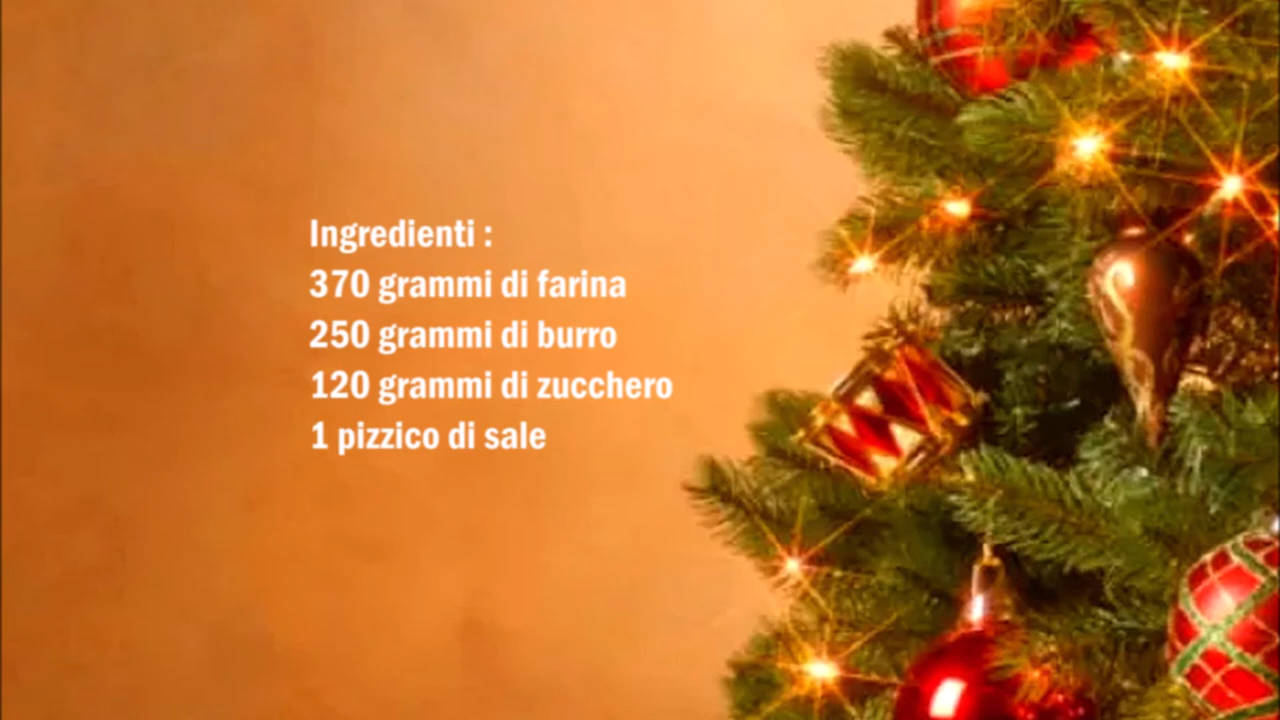 Ingredienti :
370 grammi di farina
250 grammi di burro
120 grammi di zucchero
1 pizzico di sale